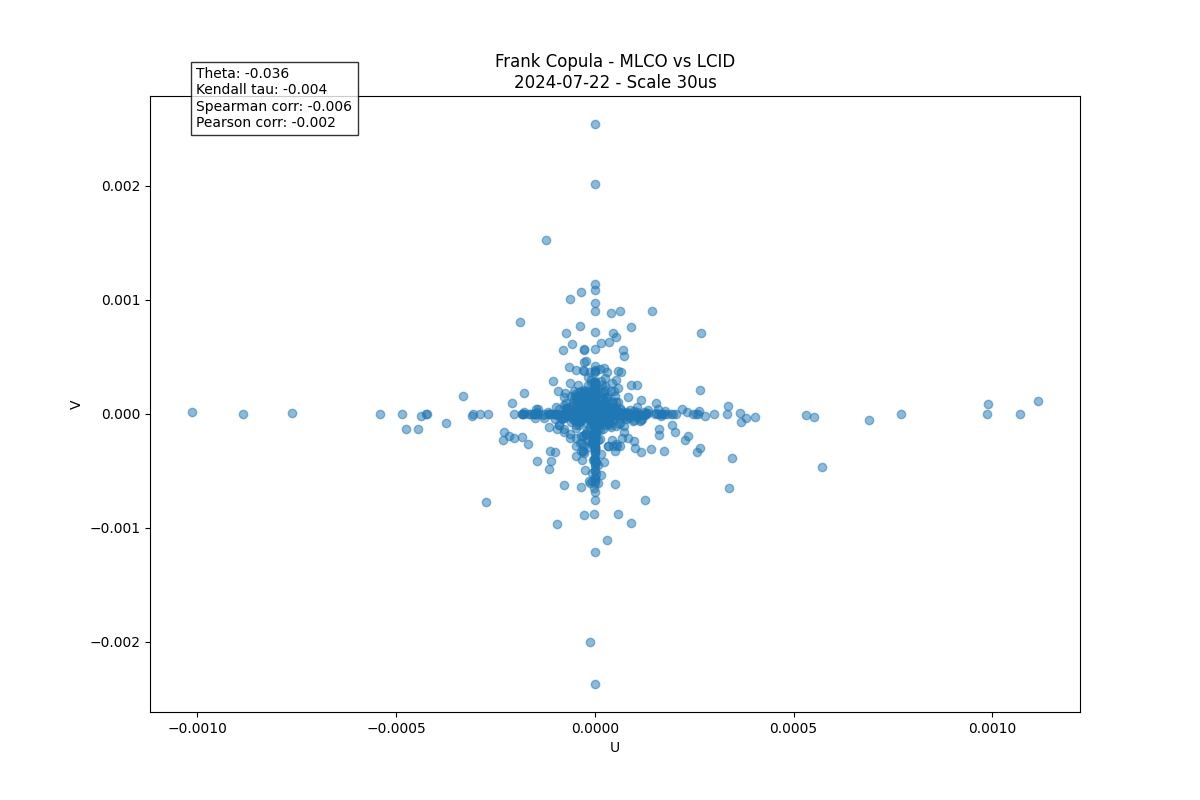 Frank Copula - MLCO vs LCID
2024-07-22 - Scale 30us
Theta: -0.036
Kendall tau: -0.004
Spearman corr: -0.006
Pearson corr: -0.002
0.002
0.001
0.000
−0.001
−0.002
V
−0.0010
−0.0005
0.0000
0.0005
0.0010
U